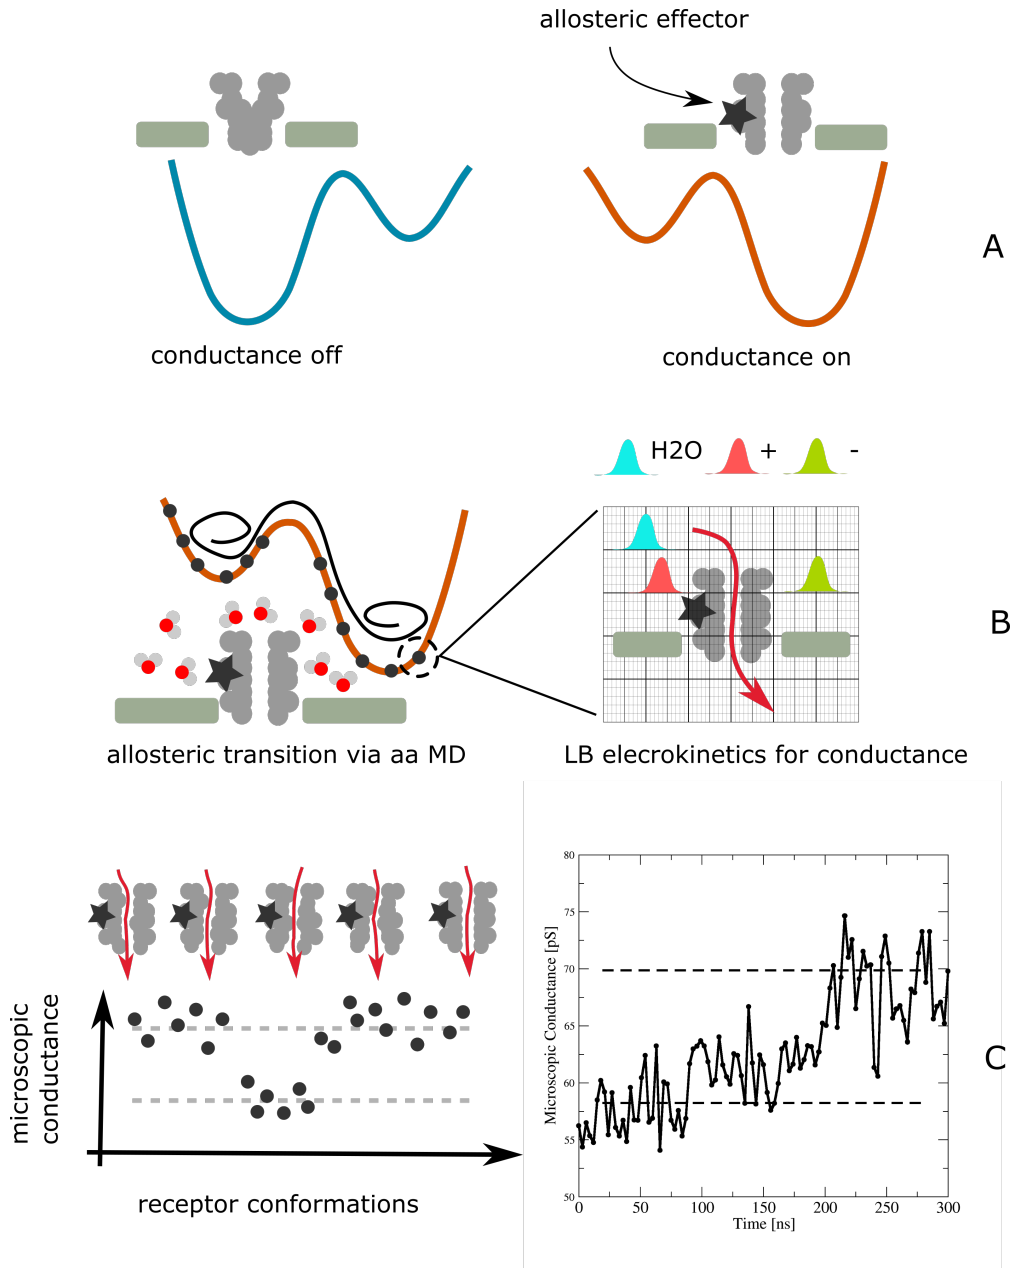 allosteric effector
A
conductance off
conductance on
H2O
+
-
B
allosteric transition via aa MD
LB elecrokinetics for conductance
microscopic
conductance
receptor conformations
80
75
70
65
60
55
50
Microscopic Conductance [pS]
0
50
100
150
200
250
300
Time [ns]
C